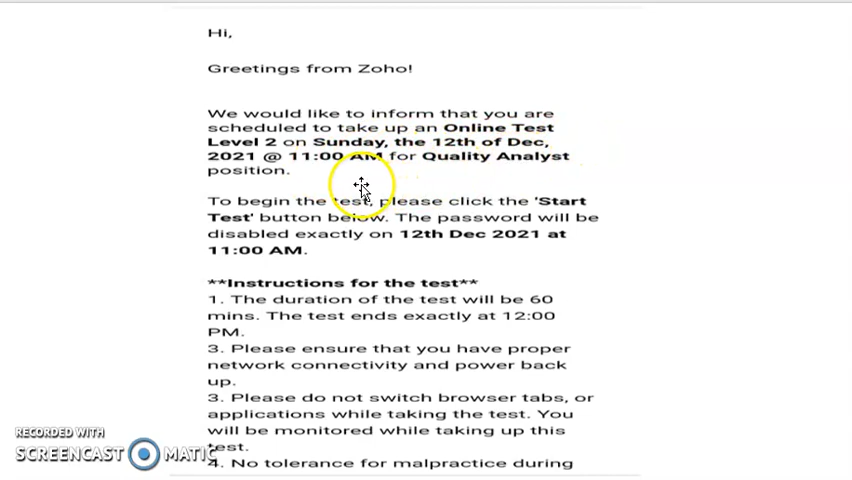 Hi,
Greetings from Zoho!
We would like to inform that you are
scheduled to take up an Online Test
Level 2 on Sunday, the 12th of Dec,
2021 @ 11:00 AM for Quality Analyst
position.
To begin the test, please click the 'Start
Test' button below. The password will be
disabled exactly on 12th Dec 2021 at
11:00 AM.
**Instructions for the test**
1. The duration of the test will be 60
mins. The test ends exactly at 12:00
PM.
3. Please ensure that you have proper
network connectivity and power back
up.
3. Please do not switch browser tabs, or
applications while taking the test. You
will be monitored while taking up this
test.
4. No tolerance for malpractice during
RECORDED WITH
SCREENCAST MATIC